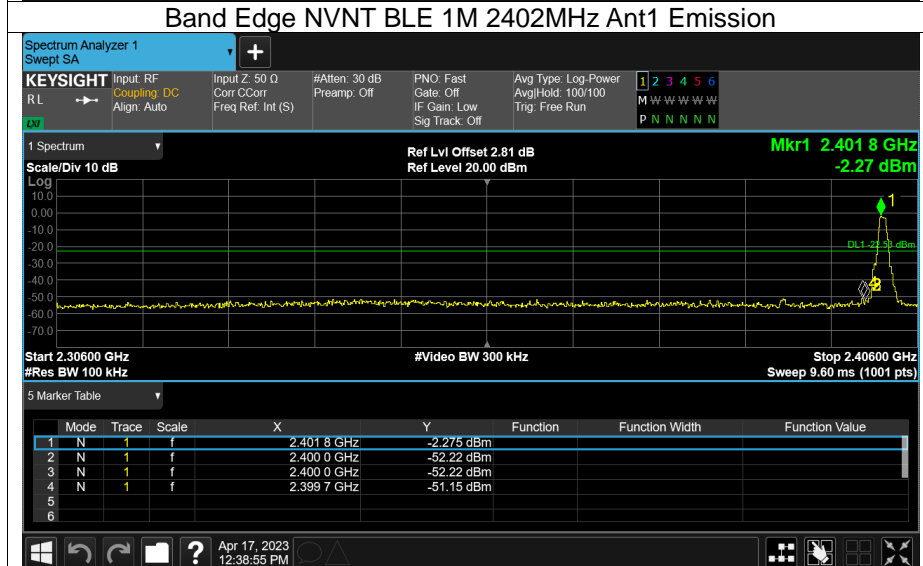 Band Edge NVNT BLE 1M 2402MHz Ant1 Emission
Spectrum Analyzer 1
Swept SA
+
KEYSIGHT Input: RF Input Z: 50 Ω #Atten: 30 dB PNO: Fast Avg Type: Log-Power 1 2 3 4 5 6
R L Coupling: DC Corr CCorr Preamp: Off Gate: Off Avg|Hold: 100/100 M W W W W W
Align: Auto Freq Ref: Int (S) IF Gain: Low Trig: Free Run
LXI Sig Track: Off P N N N N N
1 Spectrum Ref Lvl Offset 2.81 dB Mkr1 2.401 8 GHz
Scale/Div 10 dB Ref Level 20.00 dBm -2.27 dBm
Log
10.0
1
0.00
-10.0
-20.0 DL1 -22.53 dBm
-30.0
-40.0
-50.0
-60.0
-70.0
Start 2.30600 GHz #Video BW 300 kHz Stop 2.40600 GHz
#Res BW 100 kHz Sweep 9.60 ms (1001 pts)
5 Marker Table
Mode Trace Scale X Y Function Function Width Function Value
1 N 1 f 2.401 8 GHz -2.275 dBm
2 N 1 f 2.400 0 GHz -52.22 dBm
3 N 1 f 2.400 0 GHz -52.22 dBm
4 N 1 f 2.399 7 GHz -51.15 dBm
5
6
? Apr 17, 2023
12:38:55 PM